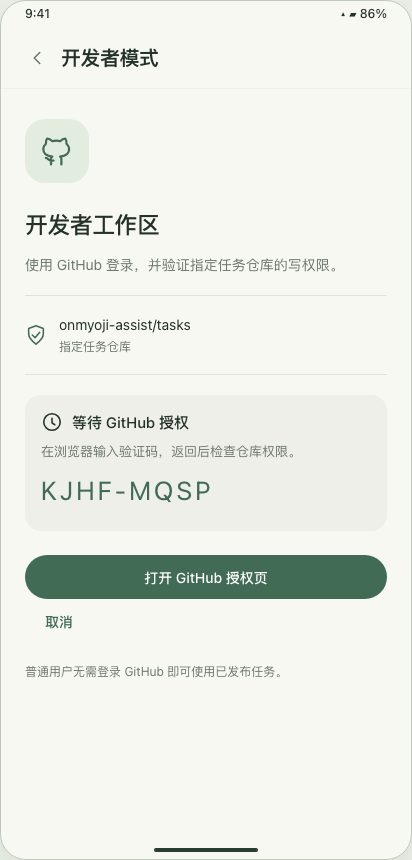 9:41
86%
开发者模式
开发者工作区
使用 GitHub 登录，并验证指定任务仓库的写权限。
onmyoji-assist/tasks
指定任务仓库
等待 GitHub 授权
在浏览器输入验证码，返回后检查仓库权限。
KJHF-MQSP
打开 GitHub 授权页
取消
普通用户无需登录 GitHub 即可使用已发布任务。